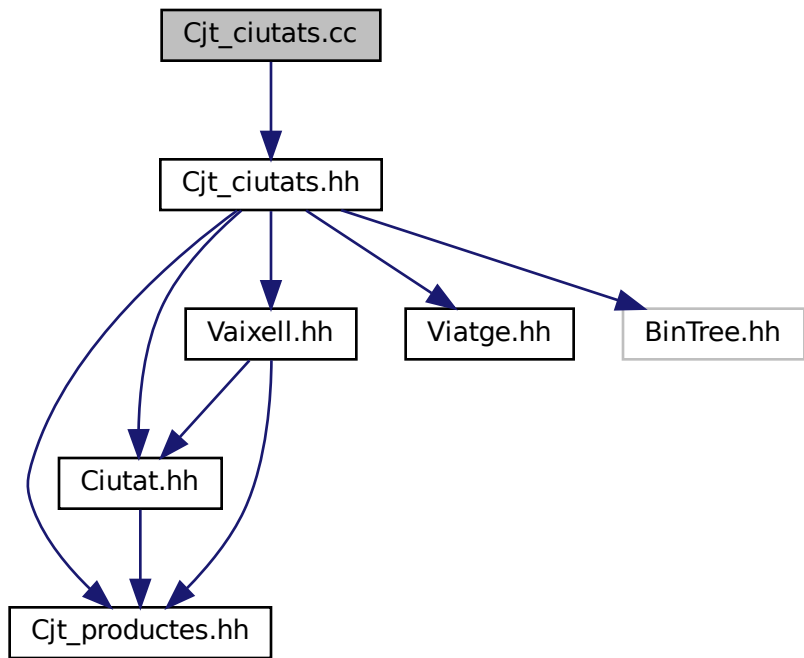 Cjt_ciutats.cc
Cjt_ciutats.hh
Vaixell.hh
Viatge.hh
BinTree.hh
Ciutat.hh
Cjt_productes.hh